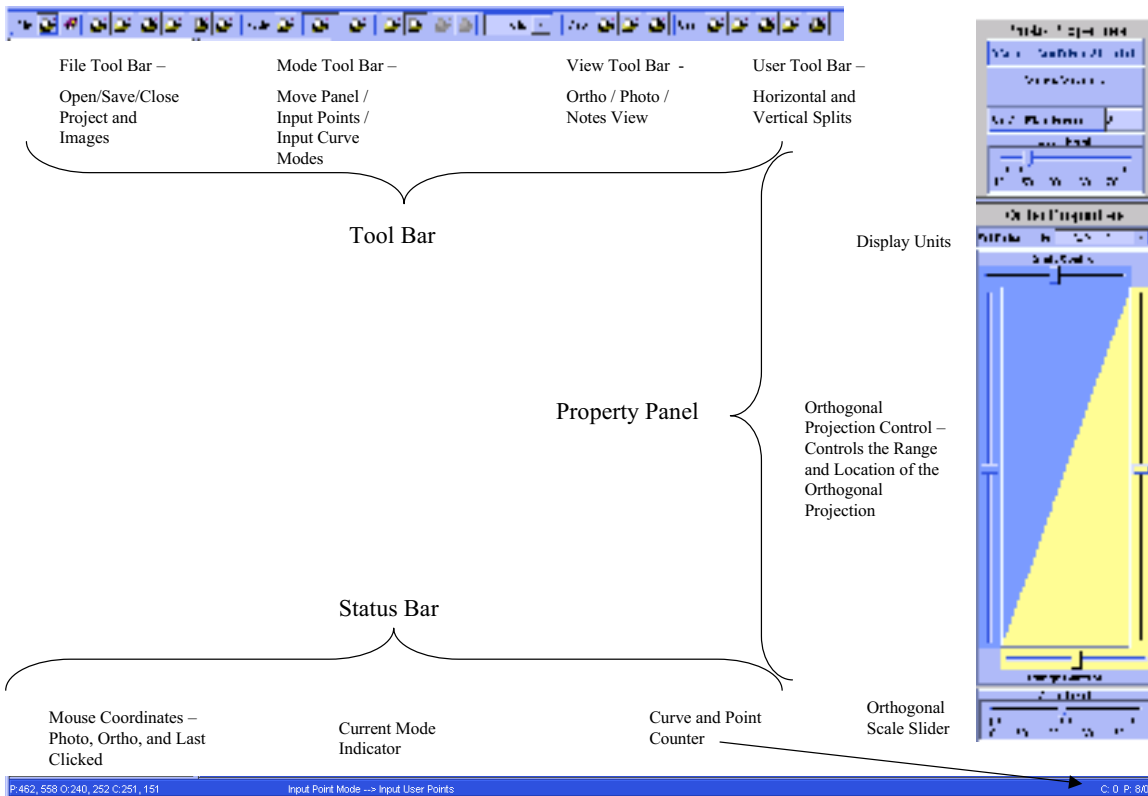 File Tool Bar –
Open/Save/Close
Project and
Images
Mode Tool Bar –
Move Panel /
Input Points /
Input Curve
Modes
View Tool Bar -
Ortho / Photo /
Notes View
User Tool Bar –
Horizontal and
Vertical Splits
Tool Bar
Display Units
Property Panel
Orthogonal
Projection Control –
Controls the Range
and Location of the
Orthogonal
Projection
Status Bar
Mouse Coordinates –
Photo, Ortho, and Last
Clicked
Current Mode
Indicator
Curve and Point
Counter
Orthogonal
Scale Slider
P:462, 558 O:240, 252 C:251, 151
Input Point Mode --> Input User Points
C: 0 P: 8/0